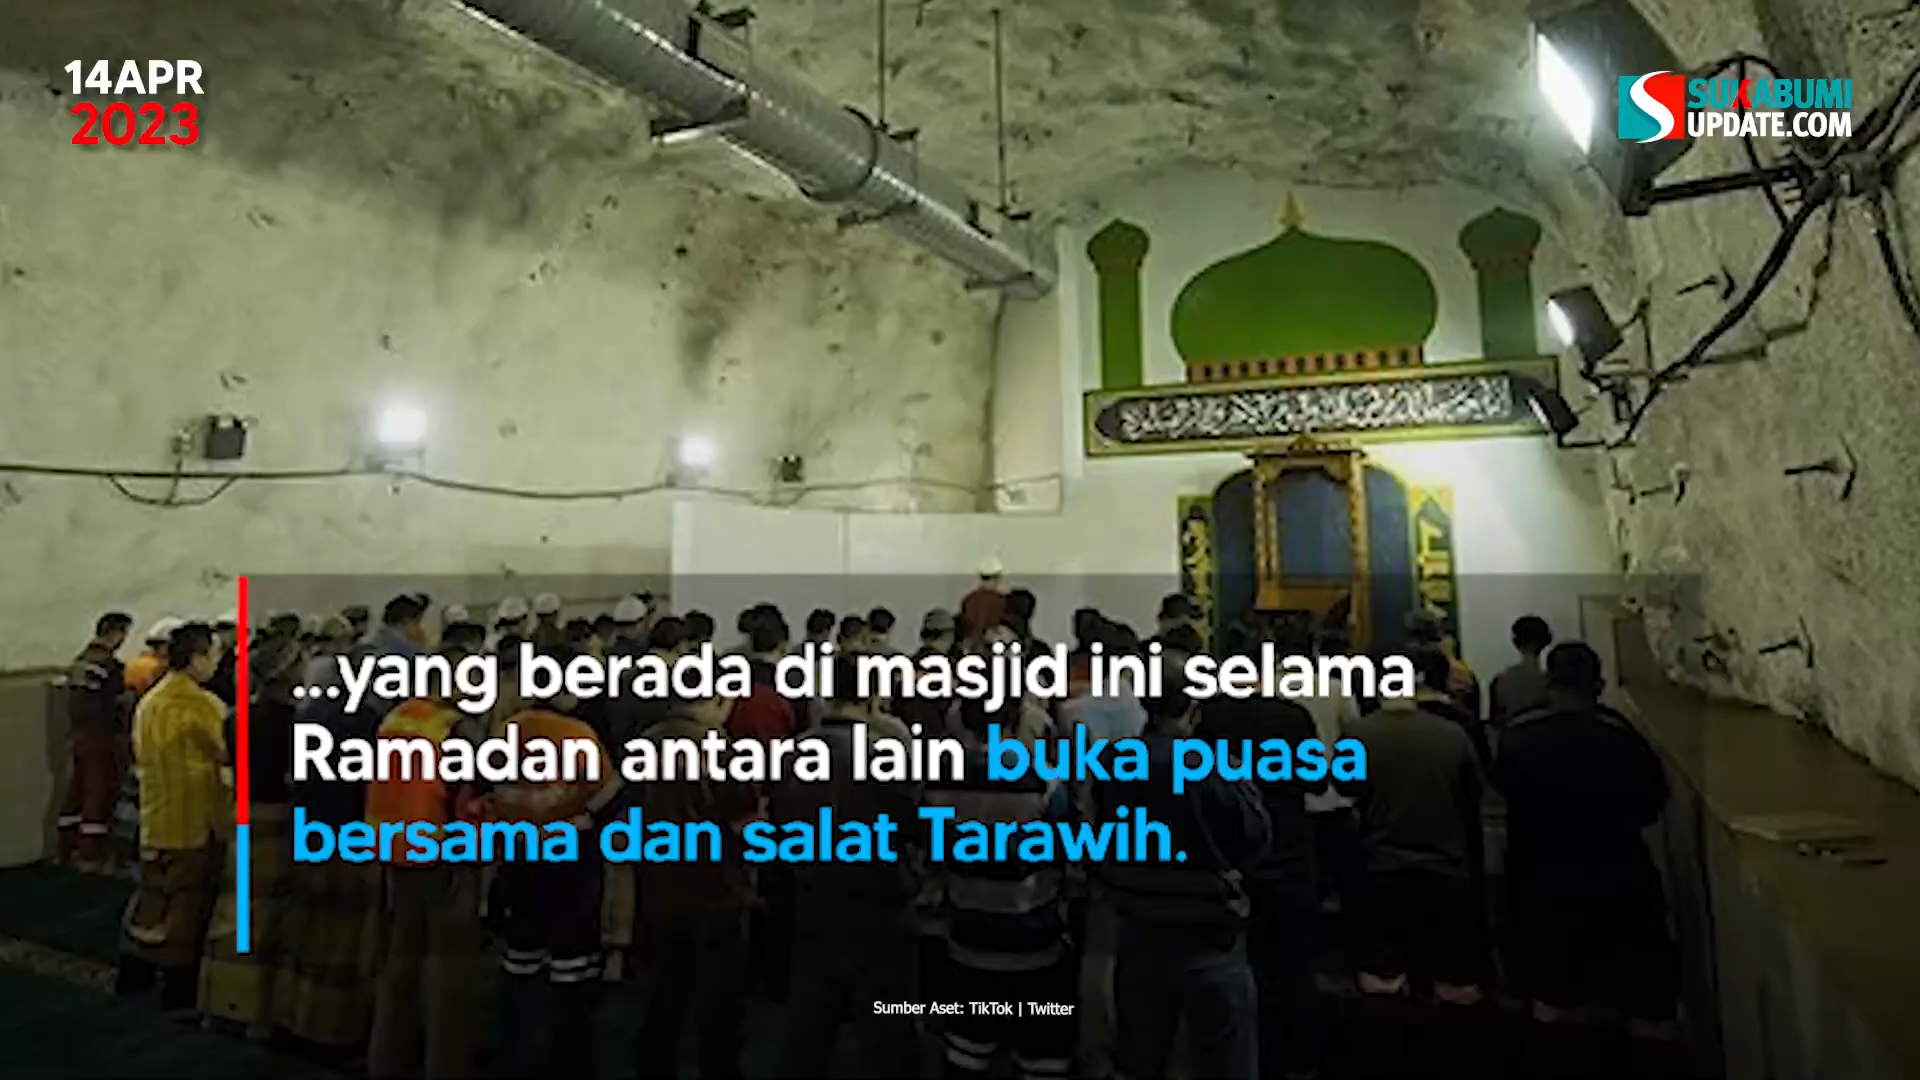 14APR
2023
SUKABUMI
UPDATE.COM
...yang berada di masjid ini selama
Ramadan antara lain buka puasa
bersama dan salat Tarawih.
Sumber Aset: TikTok | Twitter